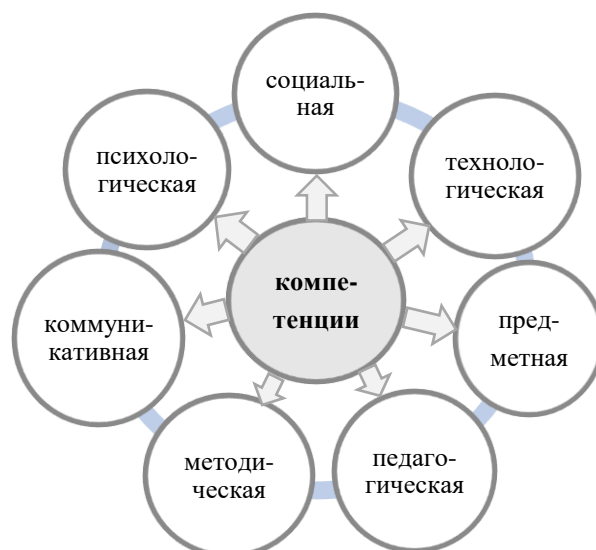 социаль-
ная
техноло-
гическая
пред-
метная
педаго-
гическая
методи-
ческая
коммуни-
кативная
психоло-
гическая
компе-
тенции